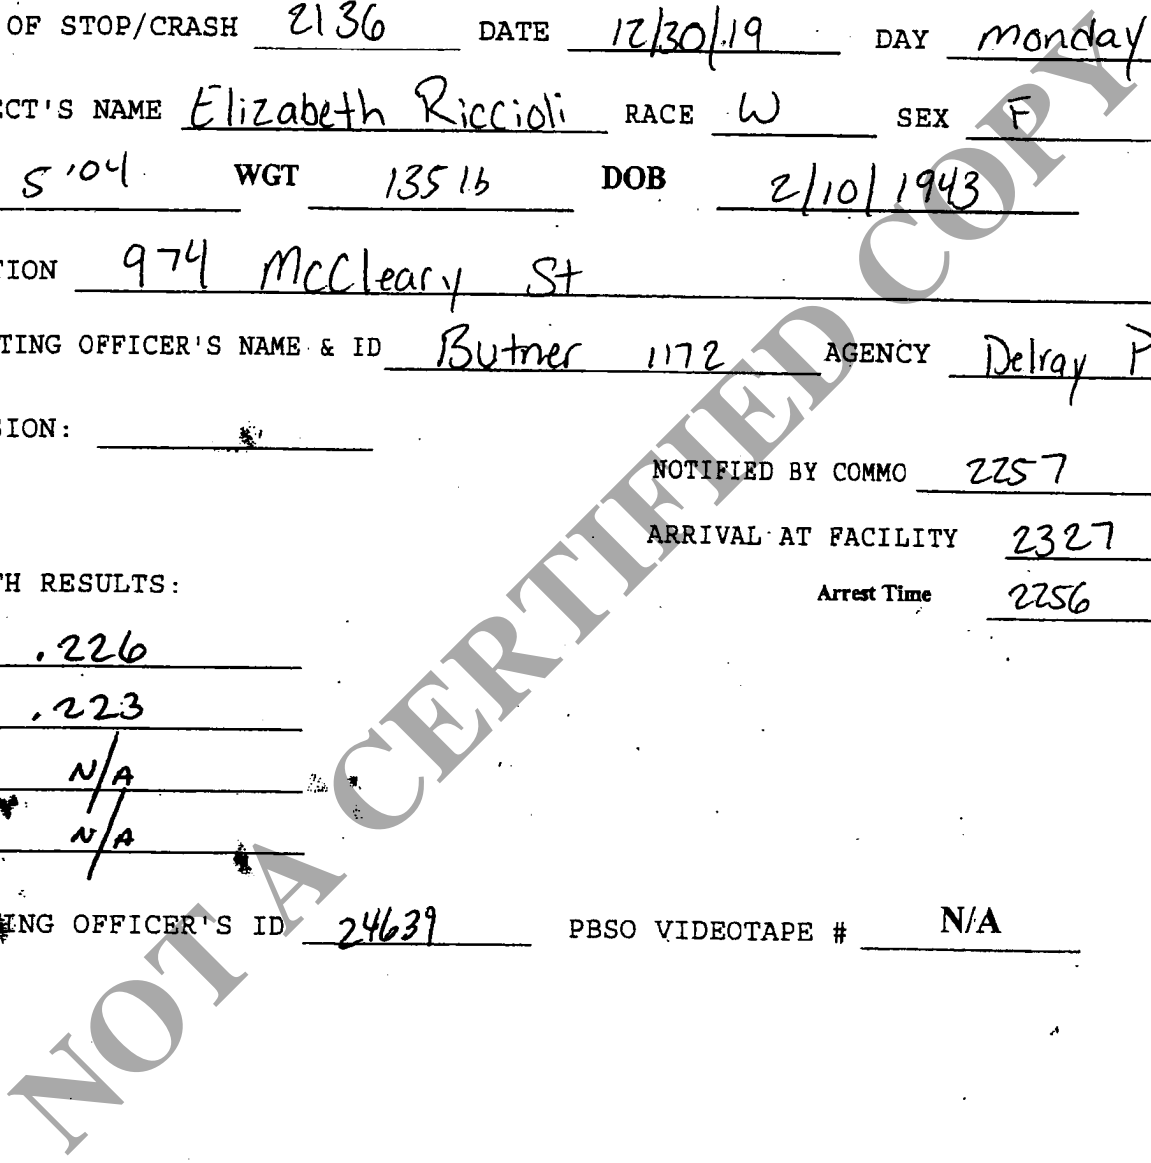 OF STOP/CRASH 2136 DATE 12/30/19 DAY monday
ECT'S NAME Elizabeth Riccioli RACE W SEX F
5'04 WGT 135 lb DOB 2/10/1943
TION 974 McCleary St
TING OFFICER'S NAME & ID Butner 1172 AGENCY Delray P
SION:
NOTIFIED BY COMMO 2257
ARRIVAL AT FACILITY 2327
TH RESULTS:
Arrest Time 2256
.226
.223
N/A
N/A
ING OFFICER'S ID 24639 PBSO VIDEOTAPE # N/A
NOT A CERTIFIED COPY